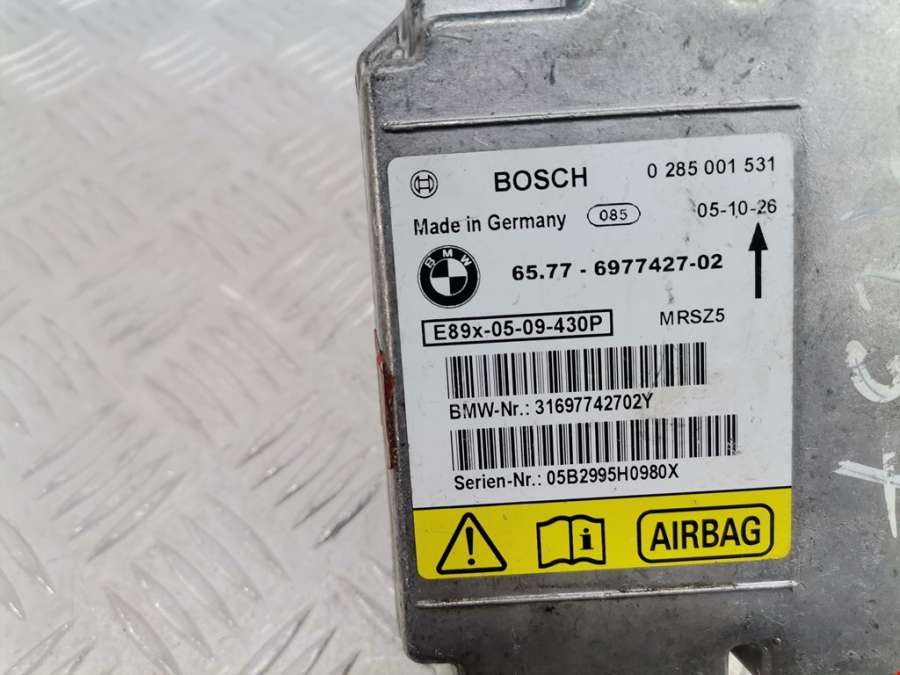 BOSCH 0 285 001 531
Made in Germany 085 05-10-26
BMW
65.77 - 6977427-02
E89x-05-09-430P MRSZ5
BMW-Nr.: 31697742702Y
Serien-Nr.: 05B2995H0980X
AIRBAG